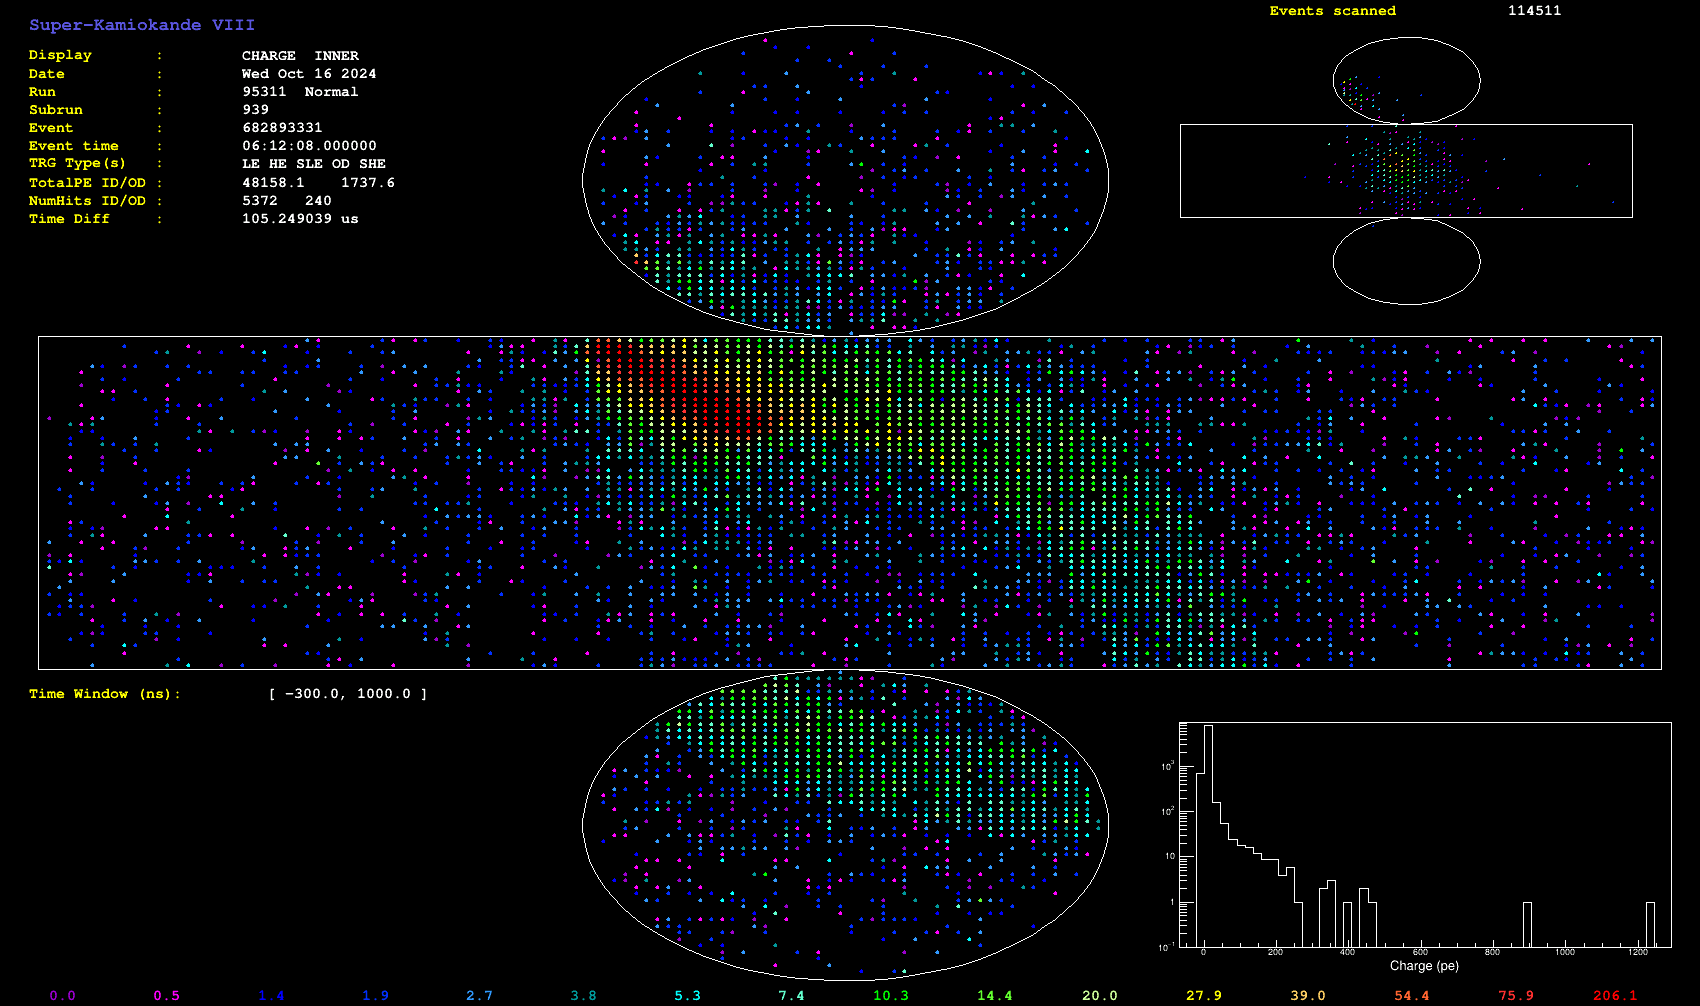 Super-Kamiokande VIII
Events scanned 114511
Display : CHARGE INNER
Date : Wed Oct 16 2024
Run : 95311 Normal
Subrun : 939
Event : 682893331
Event time : 06:12:08.000000
TRG Type(s) : LE HE SLE OD SHE
TotalPE ID/OD : 48158.1 1737.6
NumHits ID/OD : 5372 240
Time Diff : 105.249039 us
Time Window (ns): [ -300.0, 1000.0 ]
10³
10²
10
1
10⁻¹
0 200 400 600 800 1000 1200
Charge (pe)
0.0 0.5 1.4 1.9 2.7 3.8 5.3 7.4 10.3 14.4 20.0 27.9 39.0 54.4 75.9 206.1